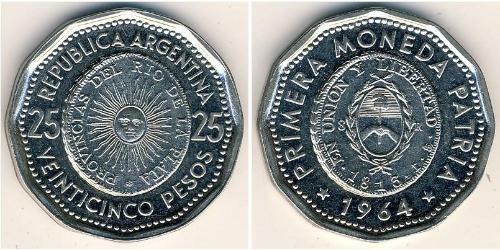 REPUBLICA ARGENTINA
25 25
VEINTICINCO PESOS
PROVINCIAS DEL RIO DE LA PLATA
PRIMERA MONEDA PATRIA
1964
EN UNION Y LIBERTAD
8
1813